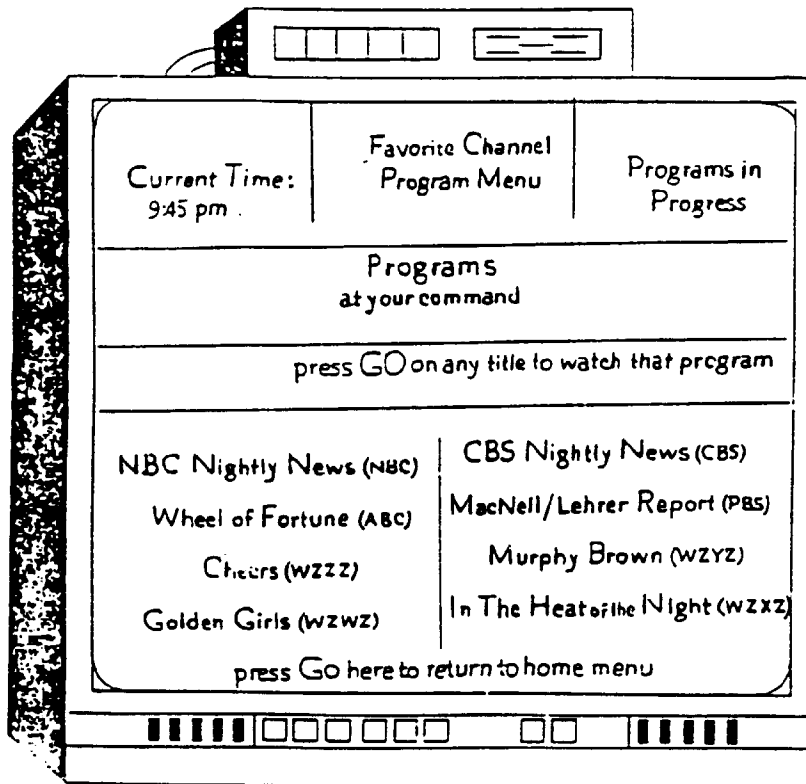 Current Time:
9:45 pm
Favorite Channel
Program Menu
Programs in
Progress
Programs
at your command
press GO on any title to watch that program
NBC Nightly News (NBC)
Wheel of Fortune (ABC)
Cheers (WZZZ)
Golden Girls (WZWZ)
CBS Nightly News (CBS)
MacNeil/Lehrer Report (PBS)
Murphy Brown (WZYZ)
In The Heat of the Night (WZXZ)
press Go here to return to home menu